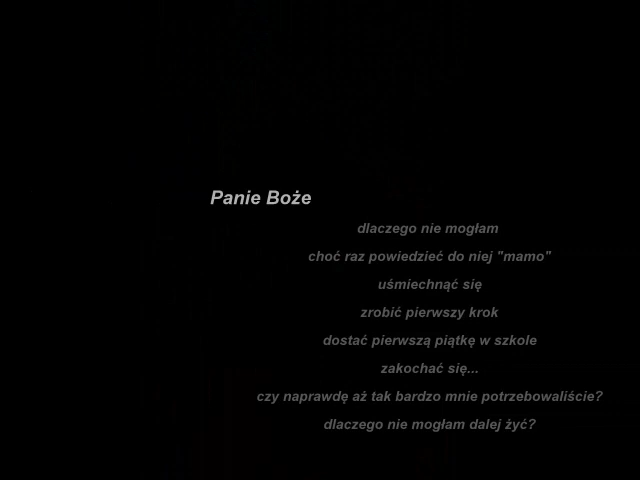 Panie Boże
dlaczego nie mogłam
choć raz powiedzieć do niej "mamo"
uśmiechnąć się
zrobić pierwszy krok
dostać pierwszą piątkę w szkole
zakochać się...
czy naprawdę aż tak bardzo mnie potrzebowaliście?
dlaczego nie mogłam dalej żyć?